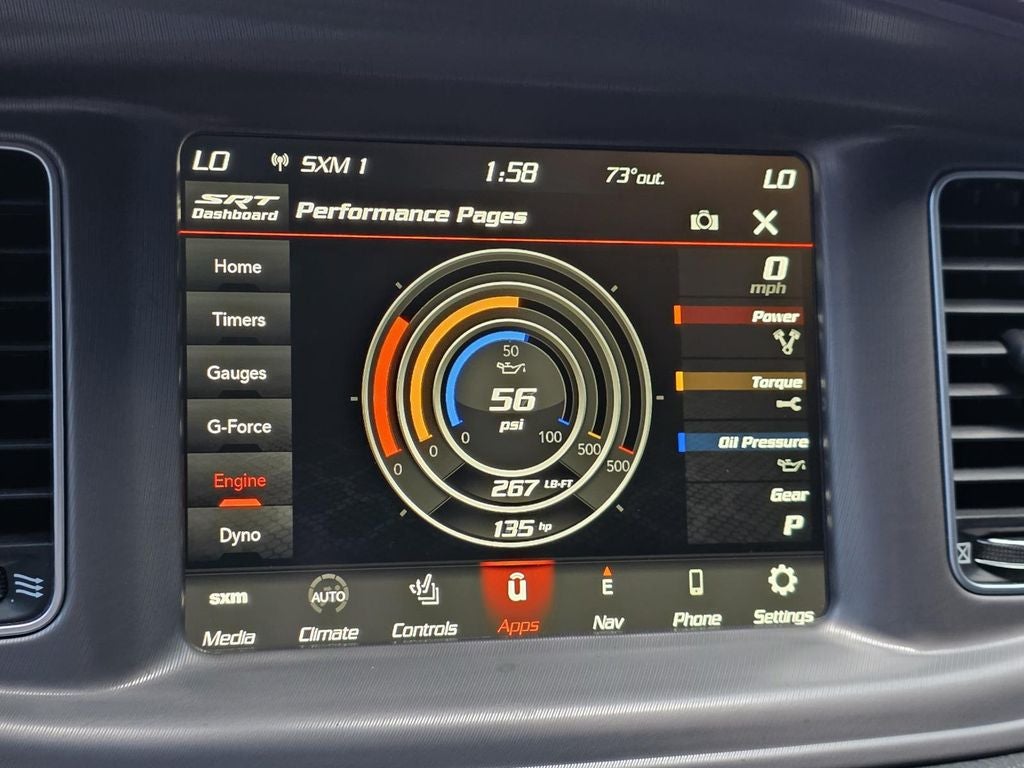 LO SXM 1 1:58 73°out. LO
SRT
Dashboard
Performance Pages
X
Home
Timers
Gauges
G-Force
Engine
Dyno
50
56
psi
0 100
0 500
0 500
267 LB-FT
135 hp
0
mph
Power
Torque
Oil Pressure
Gear
P
sxm
Media
AUTO
Climate
Controls
û
Apps
E
Nav
Phone
Settings